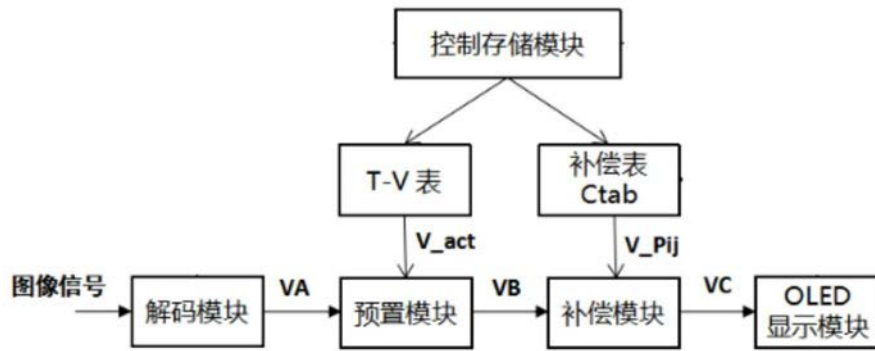 控制存储模块
T-V 表
补偿表
Ctab
V_act
V_Pij
图像信号
VA
VB
VC
解码模块
预置模块
补偿模块
OLED
显示模块